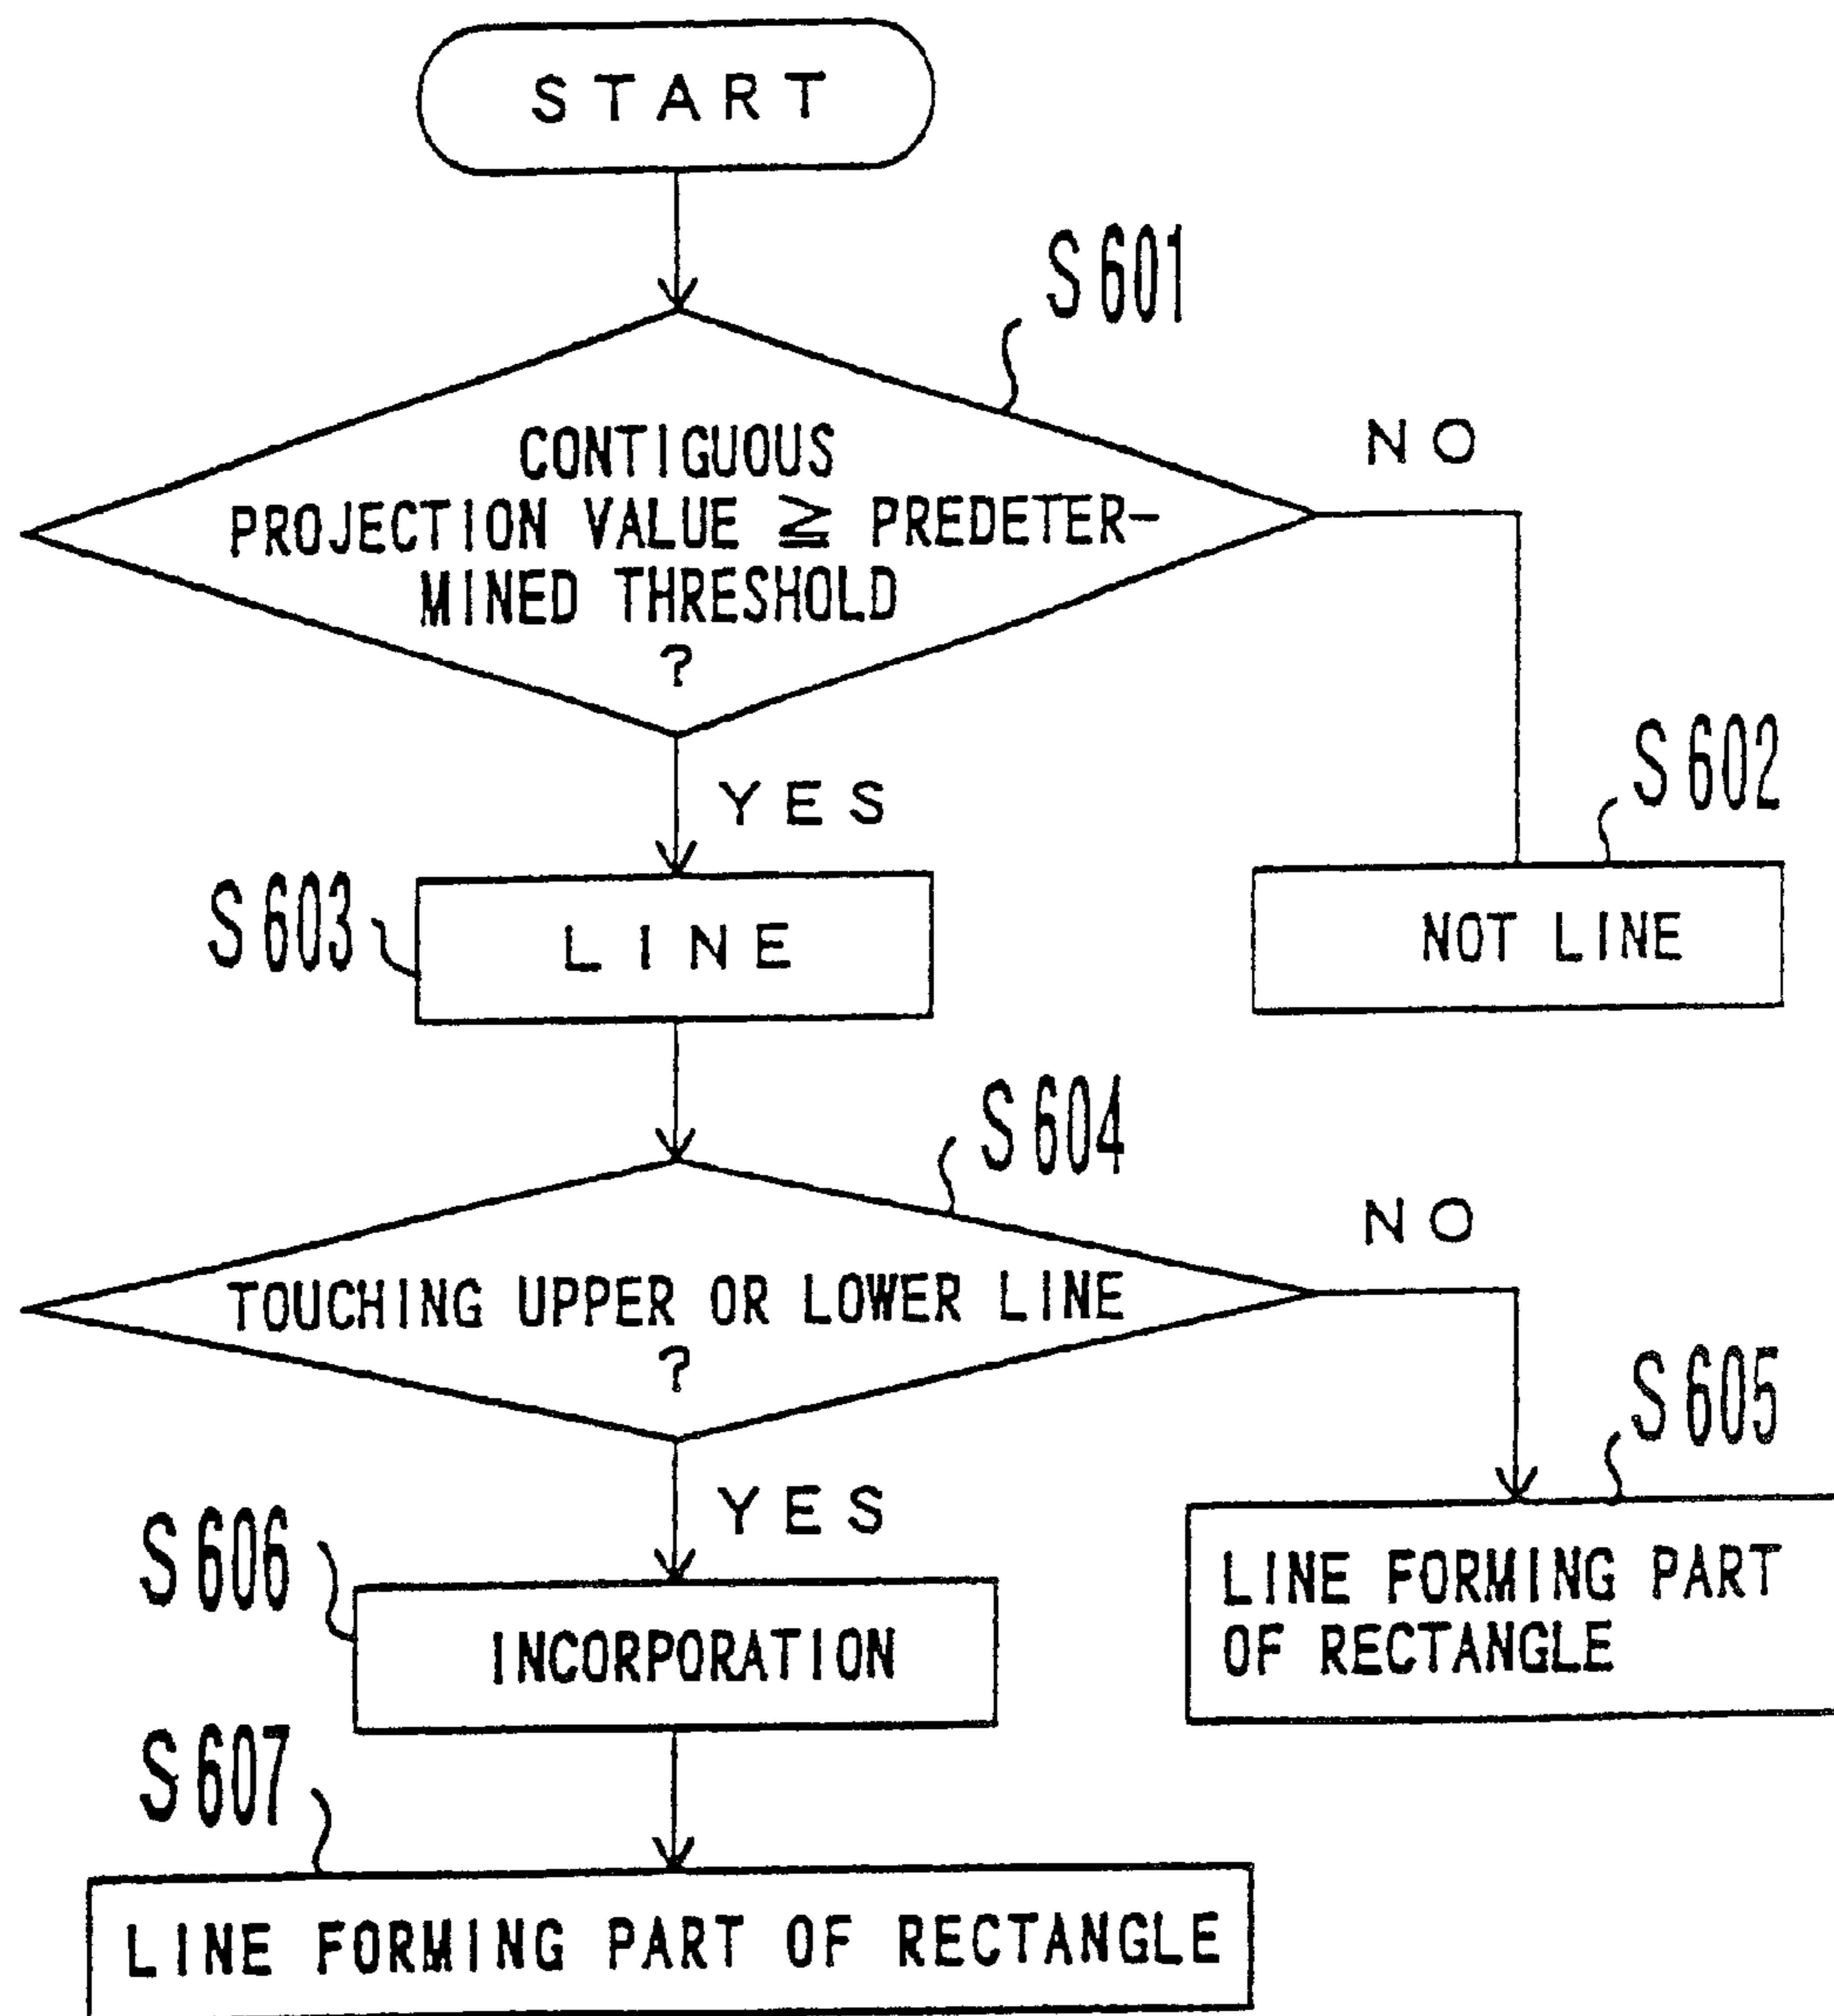 START
S601
CONTIGUOUS
PROJECTION VALUE ≧ PREDETER-
MINED THRESHOLD
?
NO
YES
S602
NOT LINE
S603
LINE
S604
TOUCHING UPPER OR LOWER LINE
?
NO
YES
S605
LINE FORMING PART
OF RECTANGLE
S606
INCORPORATION
S607
LINE FORMING PART OF RECTANGLE